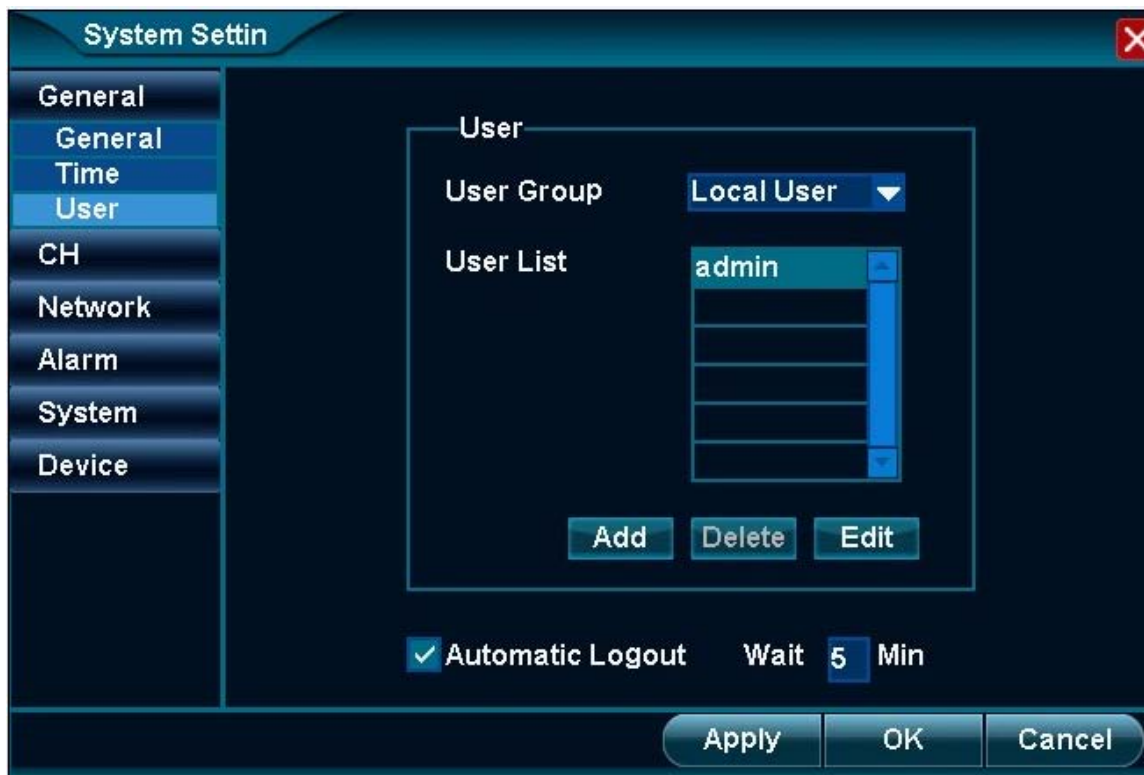 System Settin
General
General
Time
User
CH
Network
Alarm
System
Device
User
User Group Local User
User List admin
Add Delete Edit
Automatic Logout Wait 5 Min
Apply OK Cancel